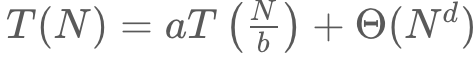 T(N) = aT (N/b) + Θ(N^d)